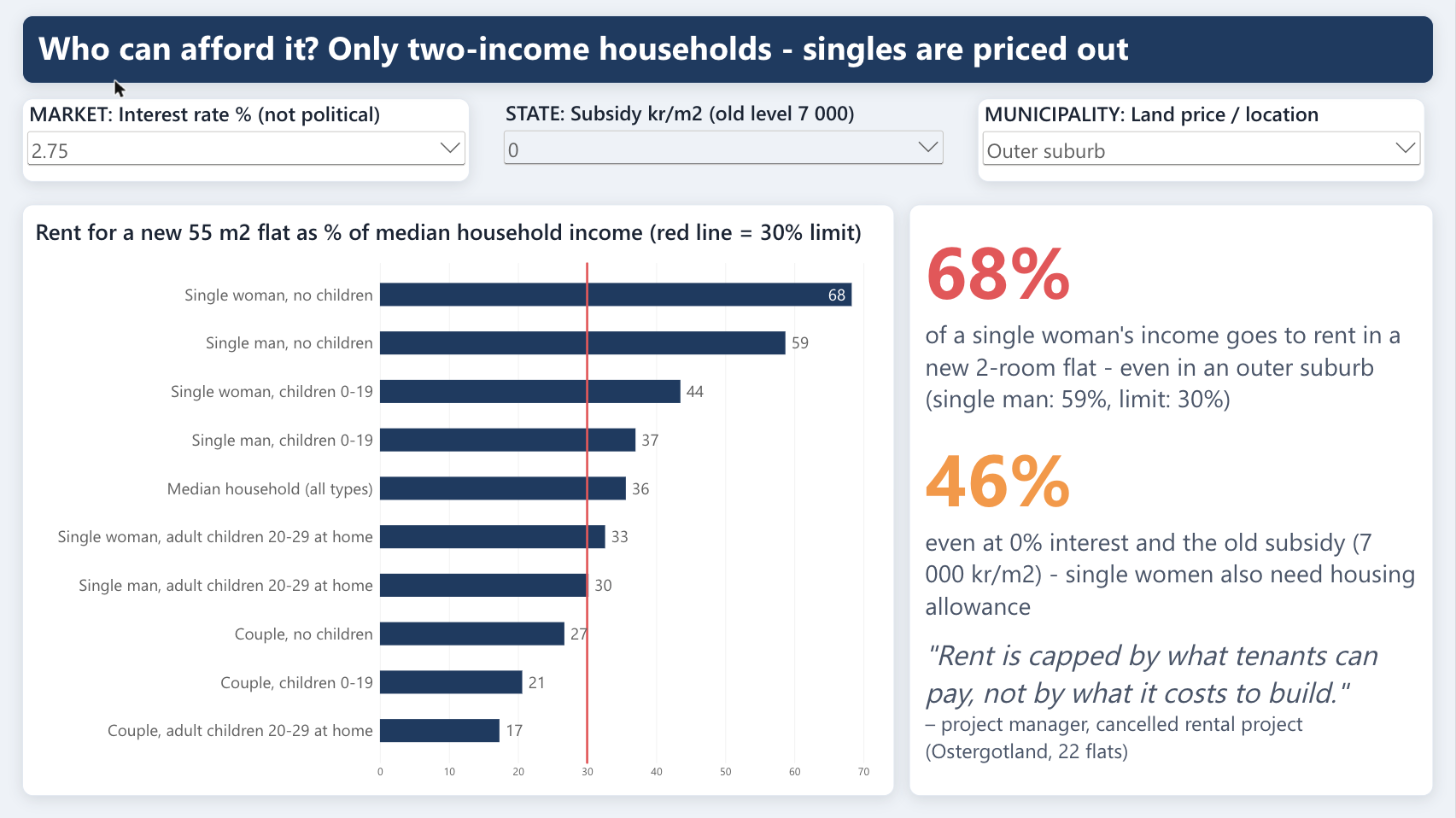 Who can afford it? Only two-income households - singles are priced out
MARKET: Interest rate % (not political)
2.75
STATE: Subsidy kr/m2 (old level 7 000)
0
MUNICIPALITY: Land price / location
Outer suburb
Rent for a new 55 m2 flat as % of median household income (red line = 30% limit)
Single woman, no children 68
Single man, no children 59
Single woman, children 0-19 44
Single man, children 0-19 37
Median household (all types) 36
Single woman, adult children 20-29 at home 33
Single man, adult children 20-29 at home 30
Couple, no children 27
Couple, children 0-19 21
Couple, adult children 20-29 at home 17
0 10 20 30 40 50 60 70
68%
of a single woman's income goes to rent in a
new 2-room flat - even in an outer suburb
(single man: 59%, limit: 30%)
46%
even at 0% interest and the old subsidy (7
000 kr/m2) - single women also need housing
allowance
"Rent is capped by what tenants can
pay, not by what it costs to build."
– project manager, cancelled rental project
(Ostergotland, 22 flats)